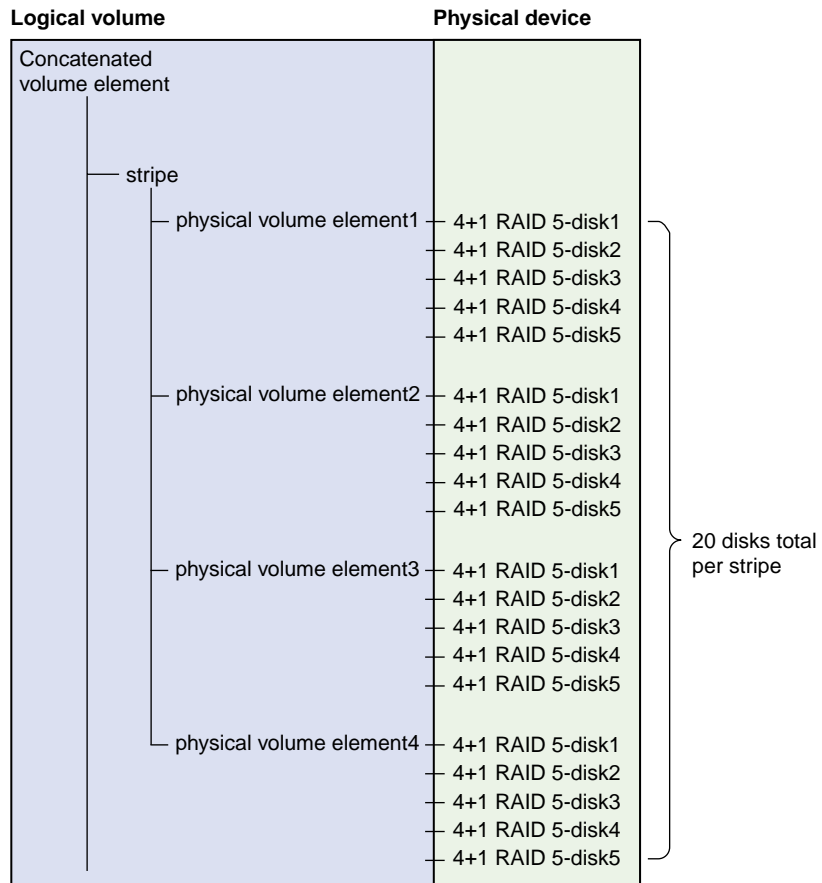 Logical volume
Physical device
Concatenated
volume element
stripe
physical volume element1
4+1 RAID 5-disk1
4+1 RAID 5-disk2
4+1 RAID 5-disk3
4+1 RAID 5-disk4
4+1 RAID 5-disk5
physical volume element2
4+1 RAID 5-disk1
4+1 RAID 5-disk2
4+1 RAID 5-disk3
4+1 RAID 5-disk4
4+1 RAID 5-disk5
20 disks total
per stripe
physical volume element3
4+1 RAID 5-disk1
4+1 RAID 5-disk2
4+1 RAID 5-disk3
4+1 RAID 5-disk4
4+1 RAID 5-disk5
physical volume element4
4+1 RAID 5-disk1
4+1 RAID 5-disk2
4+1 RAID 5-disk3
4+1 RAID 5-disk4
4+1 RAID 5-disk5